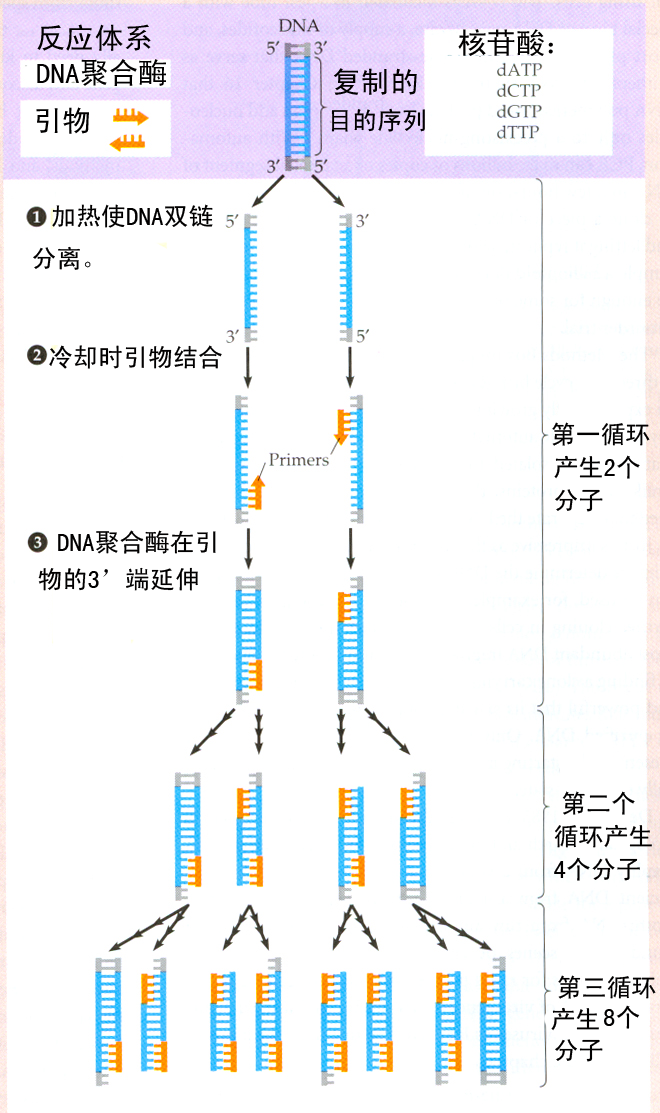 反应体系
DNA聚合酶
引物
DNA
5′ 3′
复制的
目的序列
3′ 5′
核苷酸：
dATP
dCTP
dGTP
dTTP
❶加热使DNA双链
分离。
5′ 3′
3′ 5′
❷冷却时引物结合
Primers
❸ DNA聚合酶在引
物的3’端延伸
第一循环
产生2个
分子
第二个
循环产生
4个分子
第三循环
产生8个
分子